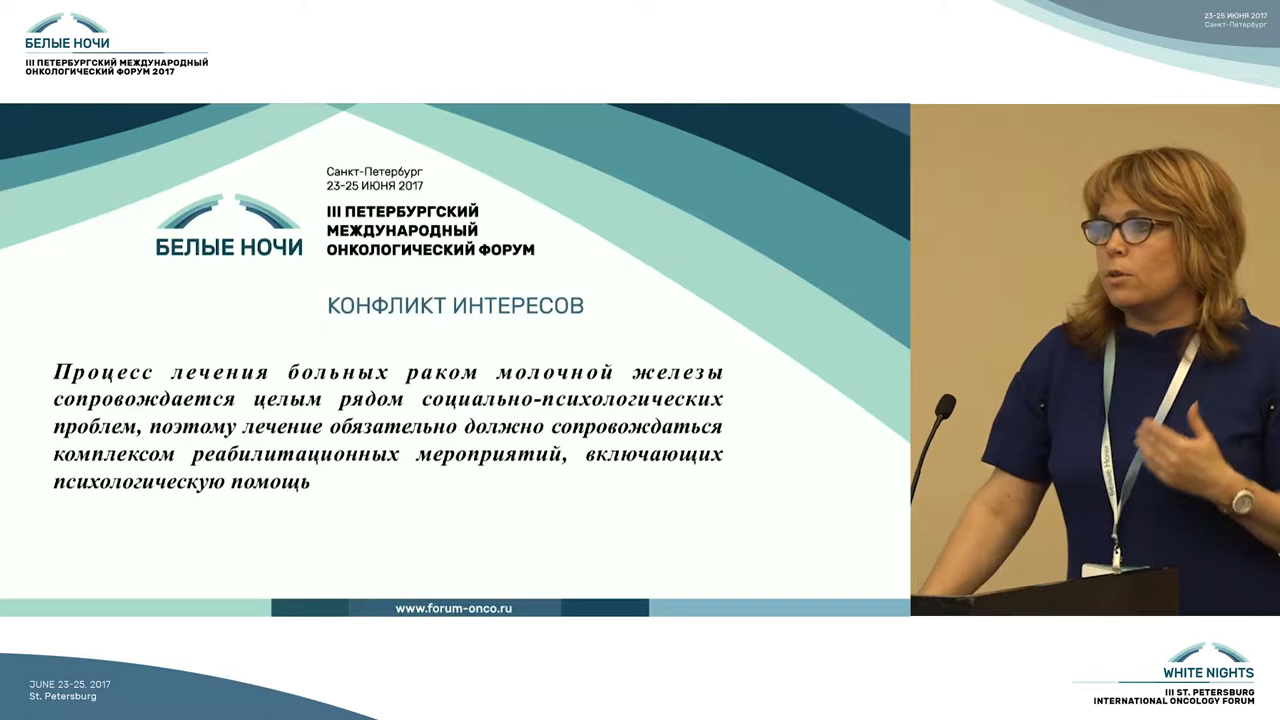 БЕЛЫЕ НОЧИ
III ПЕТЕРБУРГСКИЙ МЕЖДУНАРОДНЫЙ
ОНКОЛОГИЧЕСКИЙ ФОРУМ 2017
23-25 ИЮНЯ 2017
Санкт-Петербург
Санкт-Петербург
23-25 ИЮНЯ 2017
БЕЛЫЕ НОЧИ
III ПЕТЕРБУРГСКИЙ
МЕЖДУНАРОДНЫЙ
ОНКОЛОГИЧЕСКИЙ ФОРУМ
КОНФЛИКТ ИНТЕРЕСОВ
Процесс лечения больных раком молочной железы
сопровождается целым рядом социально-психологических
проблем, поэтому лечение обязательно должно сопровождаться
комплексом реабилитационных мероприятий, включающих
психологическую помощь
www.forum-onco.ru
Белые Ночи
JUNE 23-25, 2017
St. Petersburg
WHITE NIGHTS
III ST. PETERSBURG
INTERNATIONAL ONCOLOGY FORUM